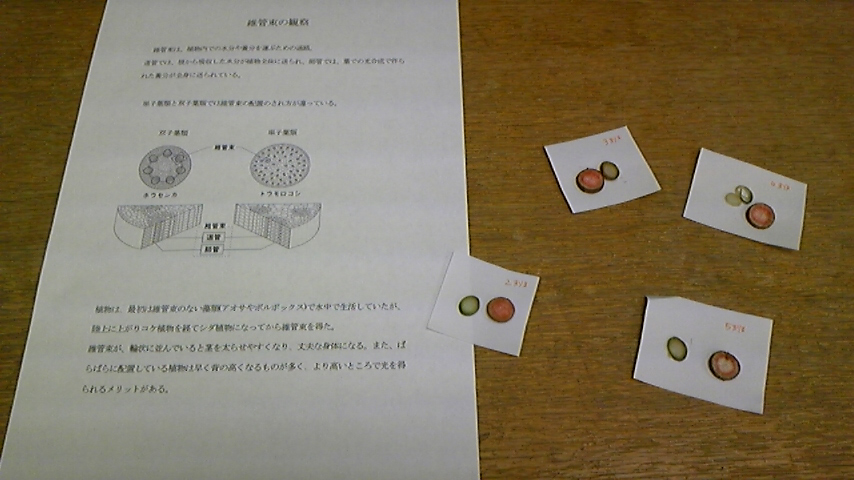 維管束の観察
維管束は、植物内での水分や養分を運ぶための通路。
道管では、根から吸収した水分が植物全体に送られ、師管では、葉での光合成で作ら
れた養分が全身に送られている。
単子葉類と双子葉類では維管束の配置のされ方が違っている。
双子葉類
単子葉類
維管束
ホウセンカ
トウモロコシ
維管束
道管
師管
植物は、最初は維管束のない藻類(アオサやボルボックス)で水中で生活していたが、
陸上に上がりコケ植物を経てシダ植物になってから維管束を得た。
維管束が、輪状に並んでいると茎を太らせやすくなり、丈夫な身体になる。また、ば
らばらに配置している植物は早く背の高くなるものが多く、より高いところで光を得
られるメリットがある。